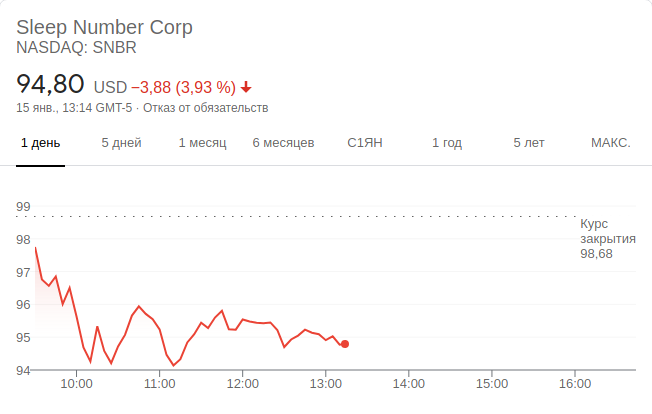 Sleep Number Corp
NASDAQ: SNBR
94,80 USD −3,88 (3,93 %)
15 янв., 13:14 GMT-5 · Отказ от обязательств
1 день 5 дней 1 месяц 6 месяцев С1ЯН 1 год 5 лет МАКС.
99
Курс
закрытия
98,68
98
97
96
95
94
10:00 11:00 12:00 13:00 14:00 15:00 16:00